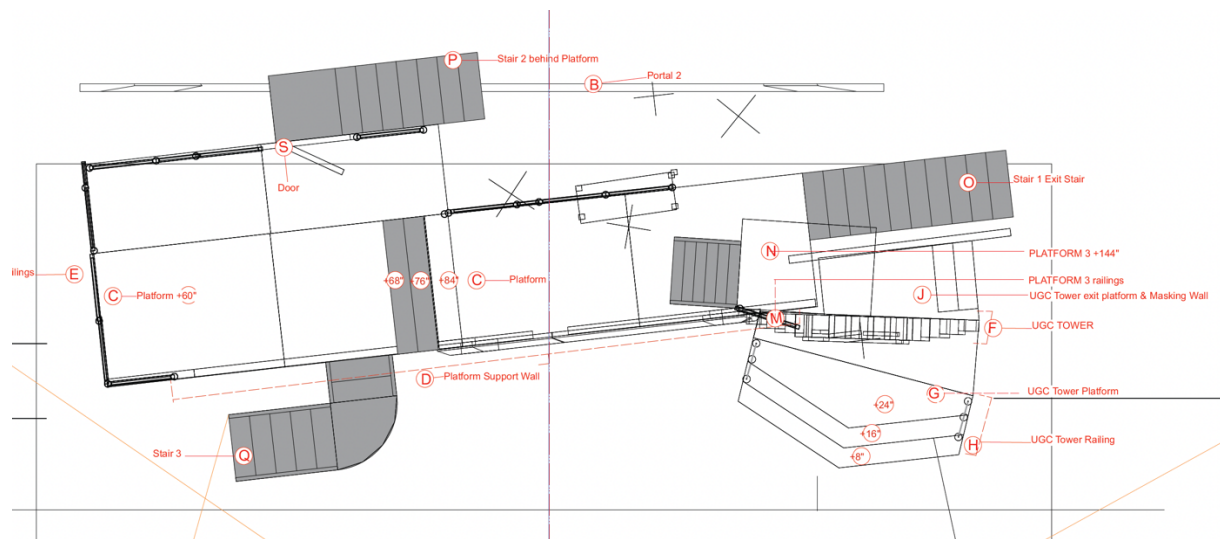 P
Stair 2 behind Platform
B
Portal 2
S
Door
O
Stair 1 Exit Stair
N
PLATFORM 3 +144"
E
ilings
C
Platform +60"
+68"
+76"
+84"
C
Platform
PLATFORM 3 railings
J
UGC Tower exit platform & Masking Wall
M
F
UGC TOWER
D
Platform Support Wall
G
UGC Tower Platform
+24"
+16"
+8"
H
UGC Tower Railing
Stair 3
Q